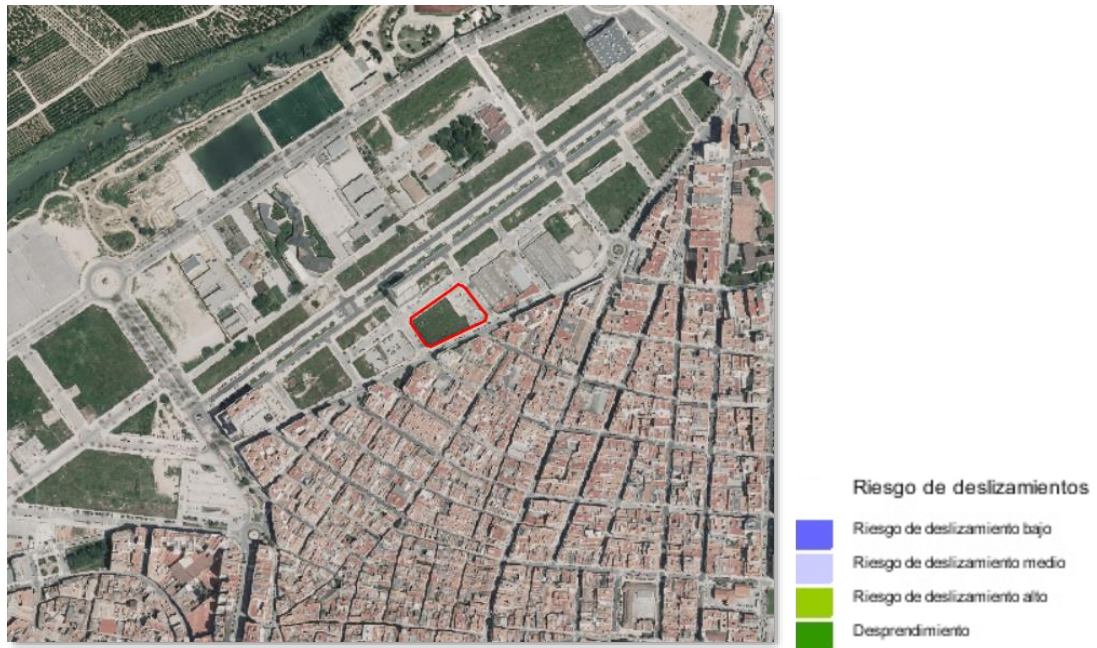 Riesgo de deslizamientos
Riesgo de deslizamiento bajo
Riesgo de deslizamiento medio
Riesgo de deslizamiento alto
Desprendimiento